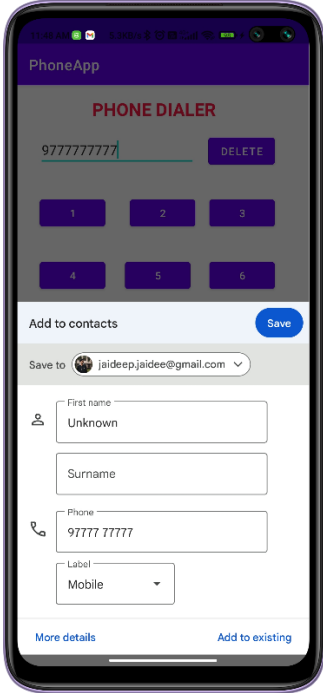 PhoneApp
PHONE DIALER
9777777777
DELETE
1 2 3
4 5 6
Add to contacts
Save
Save to jaideep.jaidee@gmail.com
First name
Unknown
Surname
Phone
97777 77777
Label
Mobile
More details Add to existing